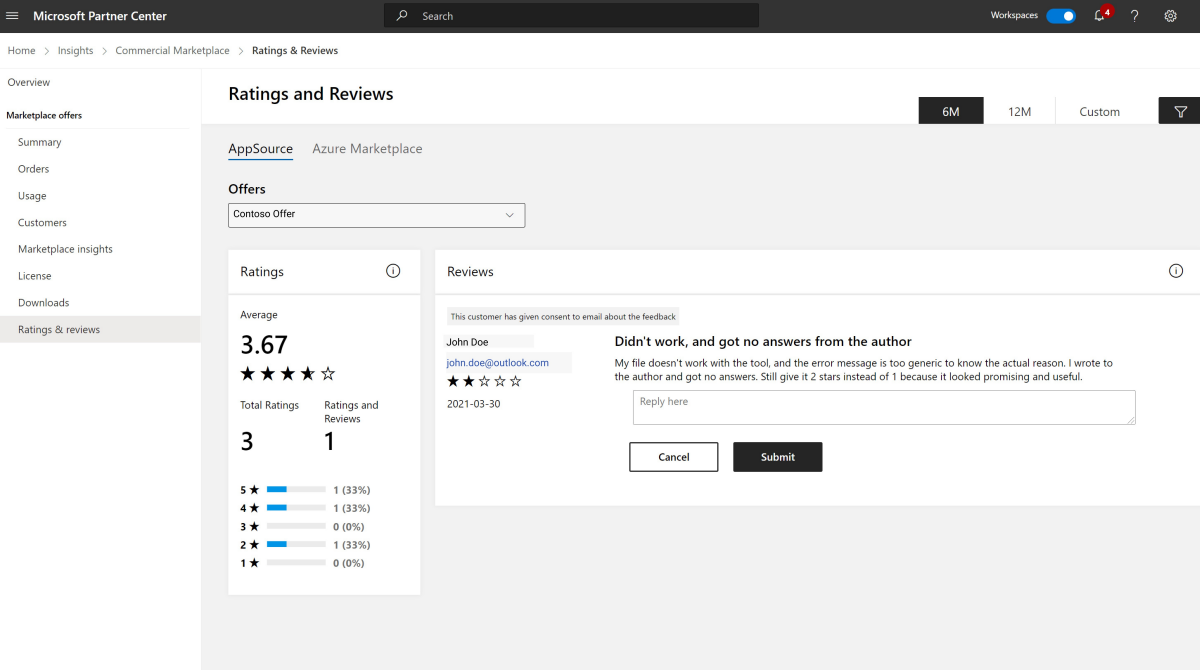 Microsoft Partner Center
Search
Workspaces
4
?
Home > Insights > Commercial Marketplace > Ratings & Reviews
Overview
Marketplace offers
Summary
Orders
Usage
Customers
Marketplace insights
License
Downloads
Ratings & reviews
Ratings and Reviews
6M
12M
Custom
AppSource
Azure Marketplace
Offers
Contoso Offer
Ratings
Average
3.67
Total Ratings
3
Ratings and
Reviews
1
5 ★ 1 (33%)
4 ★ 1 (33%)
3 ★ 0 (0%)
2 ★ 1 (33%)
1 ★ 0 (0%)
Reviews
This customer has given consent to email about the feedback
John Doe
john.doe@outlook.com
2021-03-30
Didn't work, and got no answers from the author
My file doesn't work with the tool, and the error message is too generic to know the actual reason. I wrote to
the author and got no answers. Still give it 2 stars instead of 1 because it looked promising and useful.
Reply here
Cancel
Submit